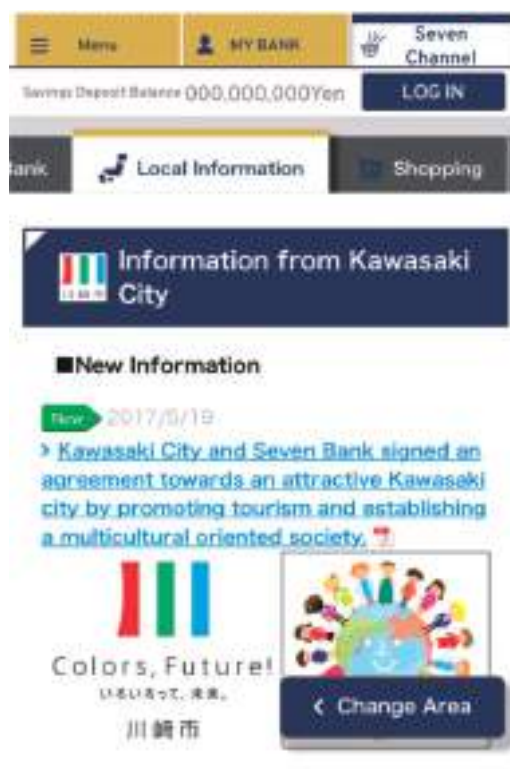 Menu
MY BANK
Seven
Channel
Savings Deposit Balance 000,000,000Yen
LOG IN
Bank
Local Information
Shopping
Information from Kawasaki
City
■New Information
New 2017/5/19
> Kawasaki City and Seven Bank signed an
agreement towards an attractive Kawasaki
city by promoting tourism and establishing
a multicultural oriented society.
Colors, Future!
いろいろって、未来。
川崎市
< Change Area